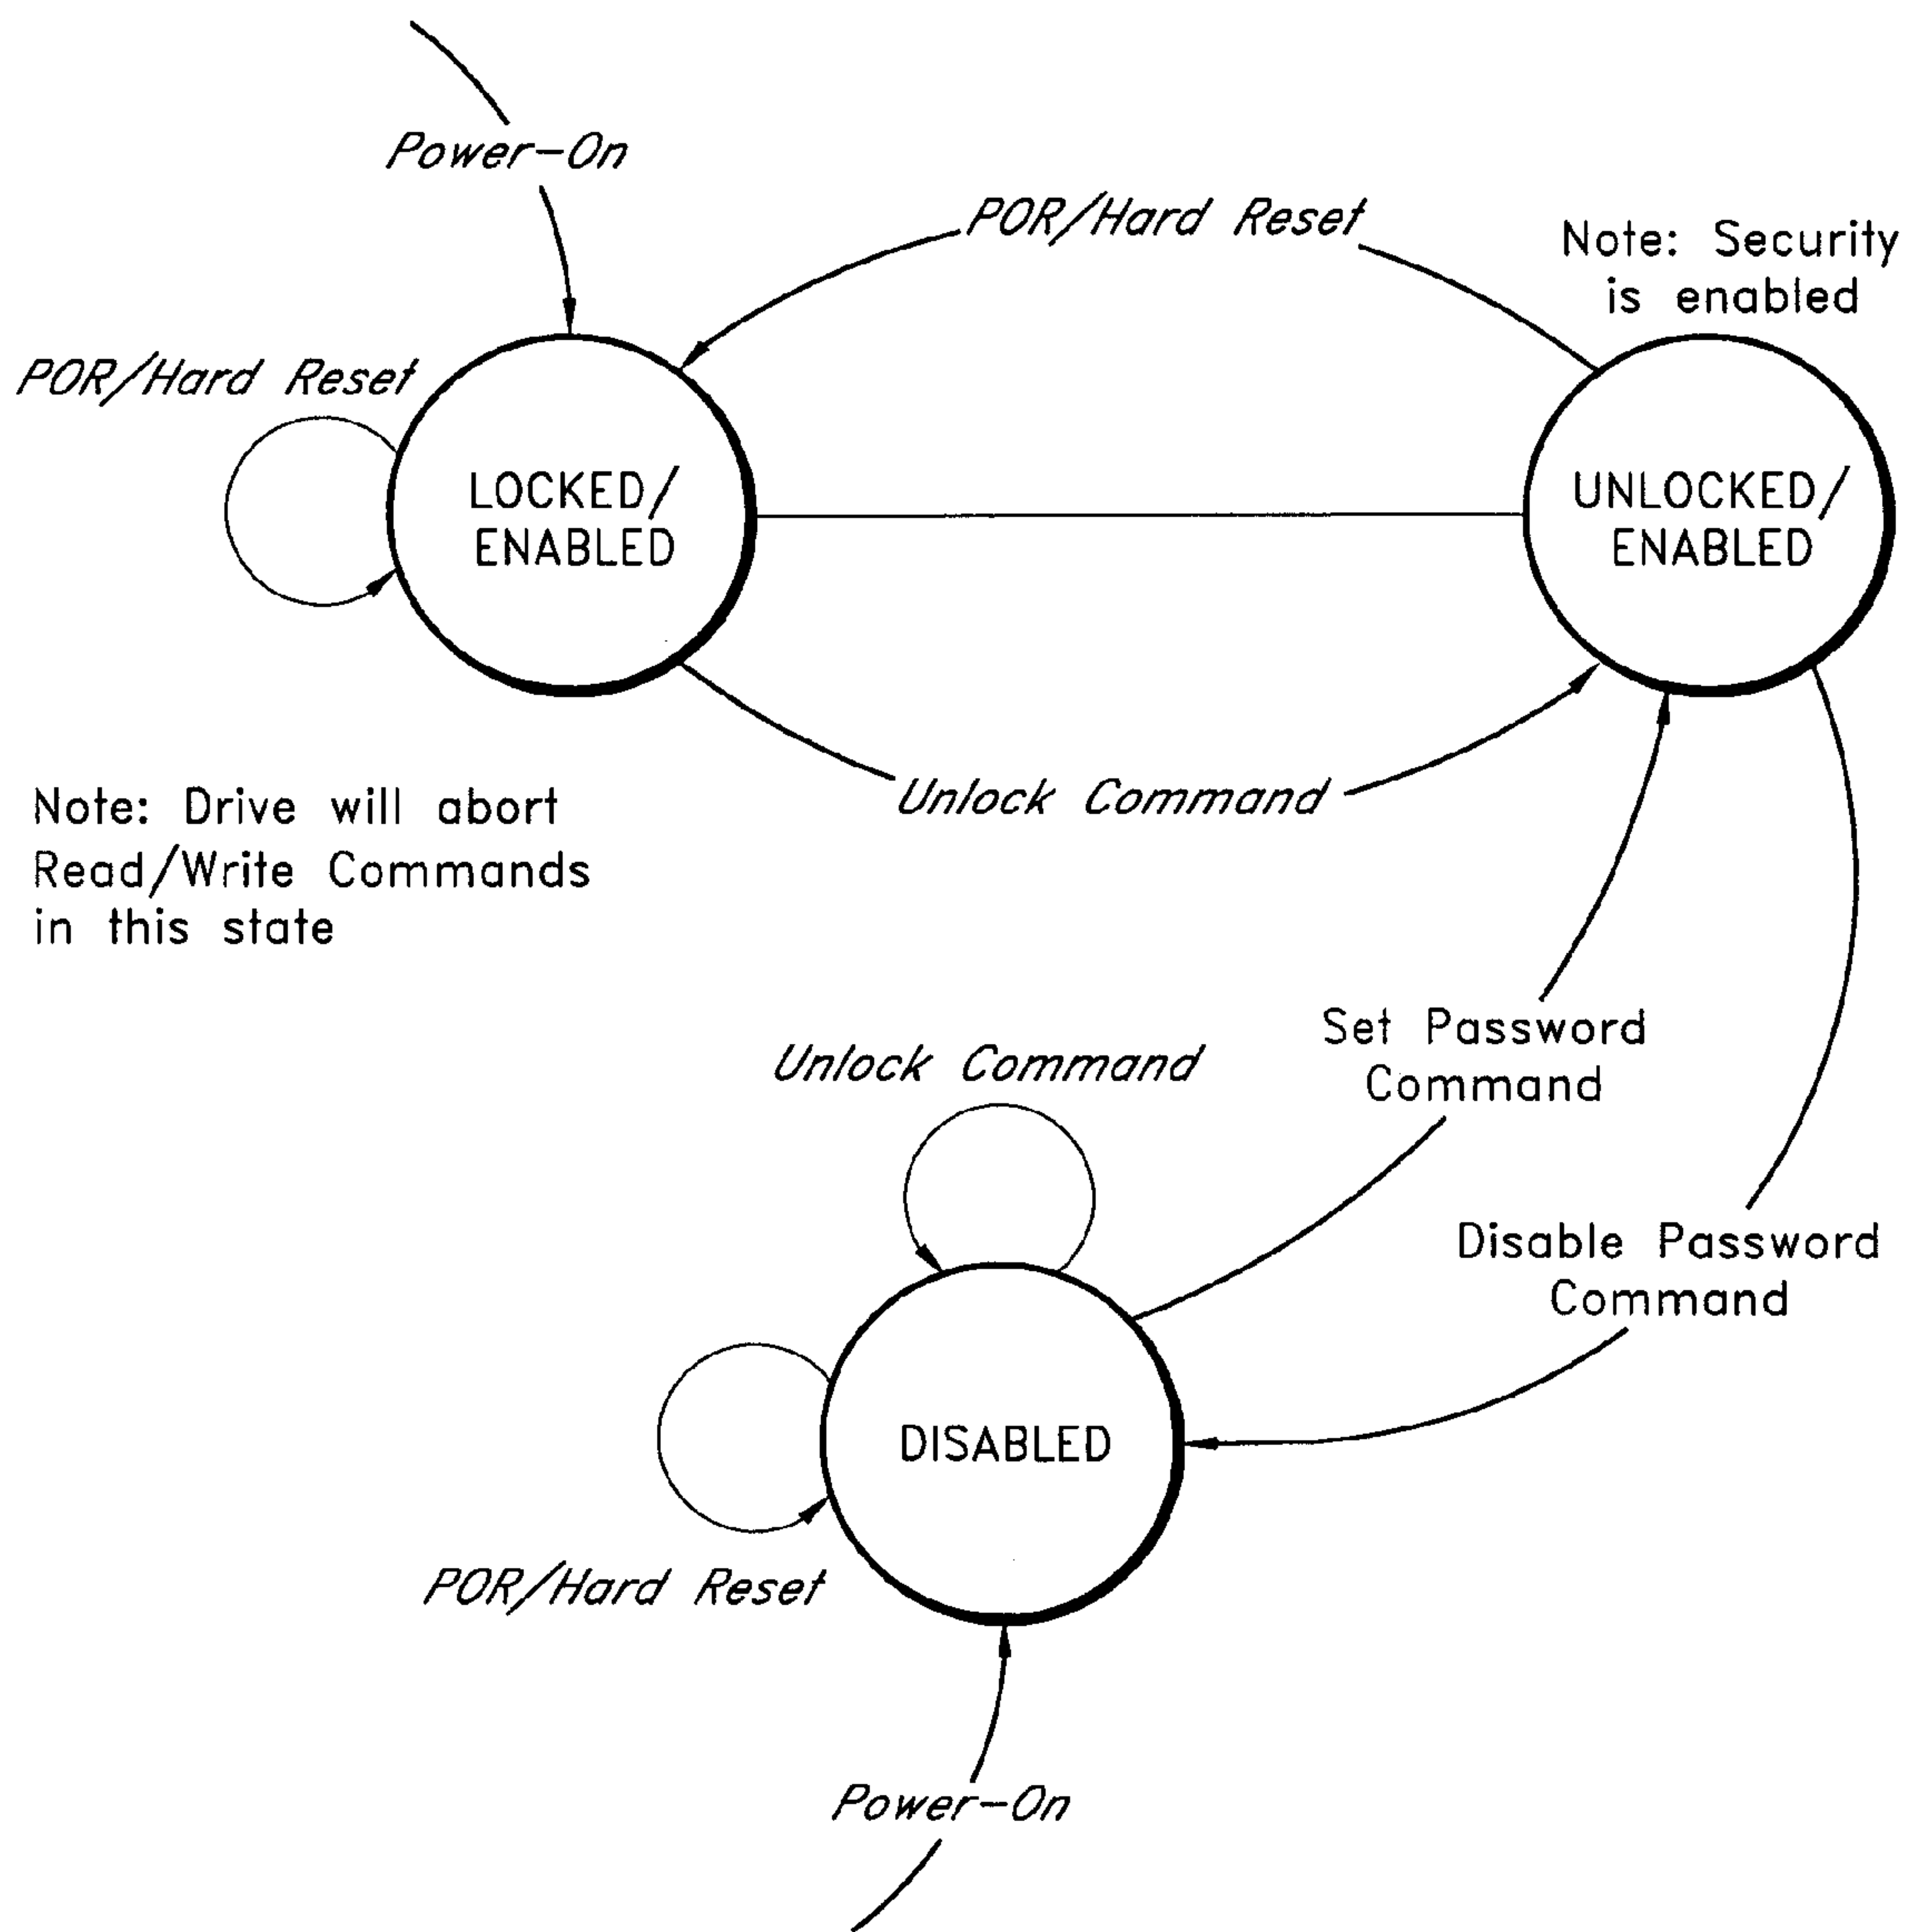 Power-On
POR/Hard Reset
Note: Security
is enabled
POR/Hard Reset
LOCKED/
ENABLED
UNLOCKED/
ENABLED
Unlock Command
Note: Drive will abort
Read/Write Commands
in this state
Set Password
Command
Unlock Command
Disable Password
Command
DISABLED
POR/Hard Reset
Power-On